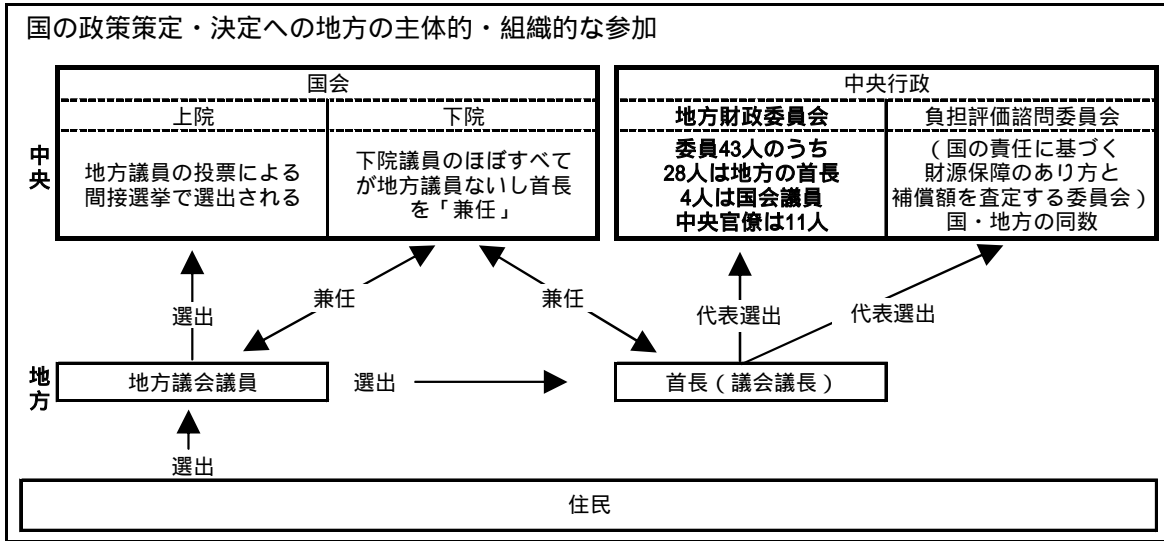 国の政策策定・決定への地方の主体的・組織的な参加
国会
中央行政
上院
下院
地方財政委員会
負担評価諮問委員会
中央
地方議員の投票による
間接選挙で選出される
下院議員のほぼすべて
が地方議員ないし首長
を「兼任」
委員43人のうち
28人は地方の首長
4人は国会議員
中央官僚は11人
(国の責任に基づく
財源保障のあり方と
補償額を査定する委員会)
国・地方の同数
選出
兼任
兼任
代表選出
代表選出
地方
地方議会議員
選出
首長(議会議長)
選出
住民